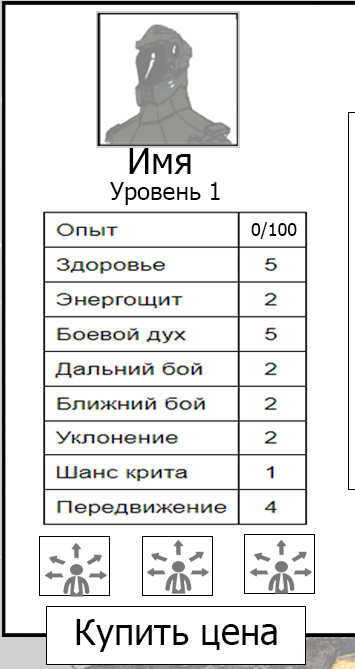 Имя
Уровень 1
Опыт 0/100
Здоровье 5
Энергощит 2
Боевой дух 5
Дальний бой 2
Ближний бой 2
Уклонение 2
Шанс крита 1
Передвижение 4
Купить цена